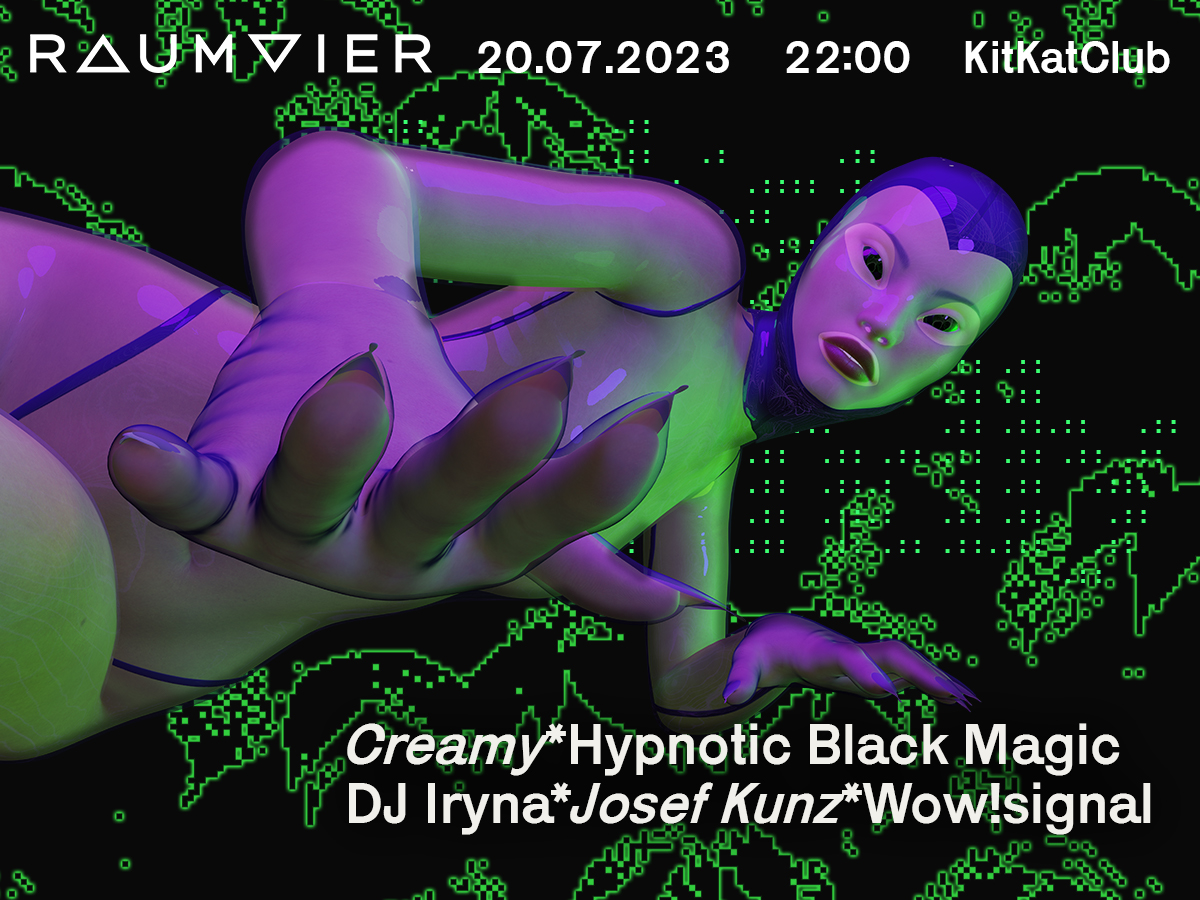 RAUMVIER 20.07.2023 22:00 KitKatClub
Creamy*Hypnotic Black Magic
DJ Iryna*Josef Kunz*Wow!signal